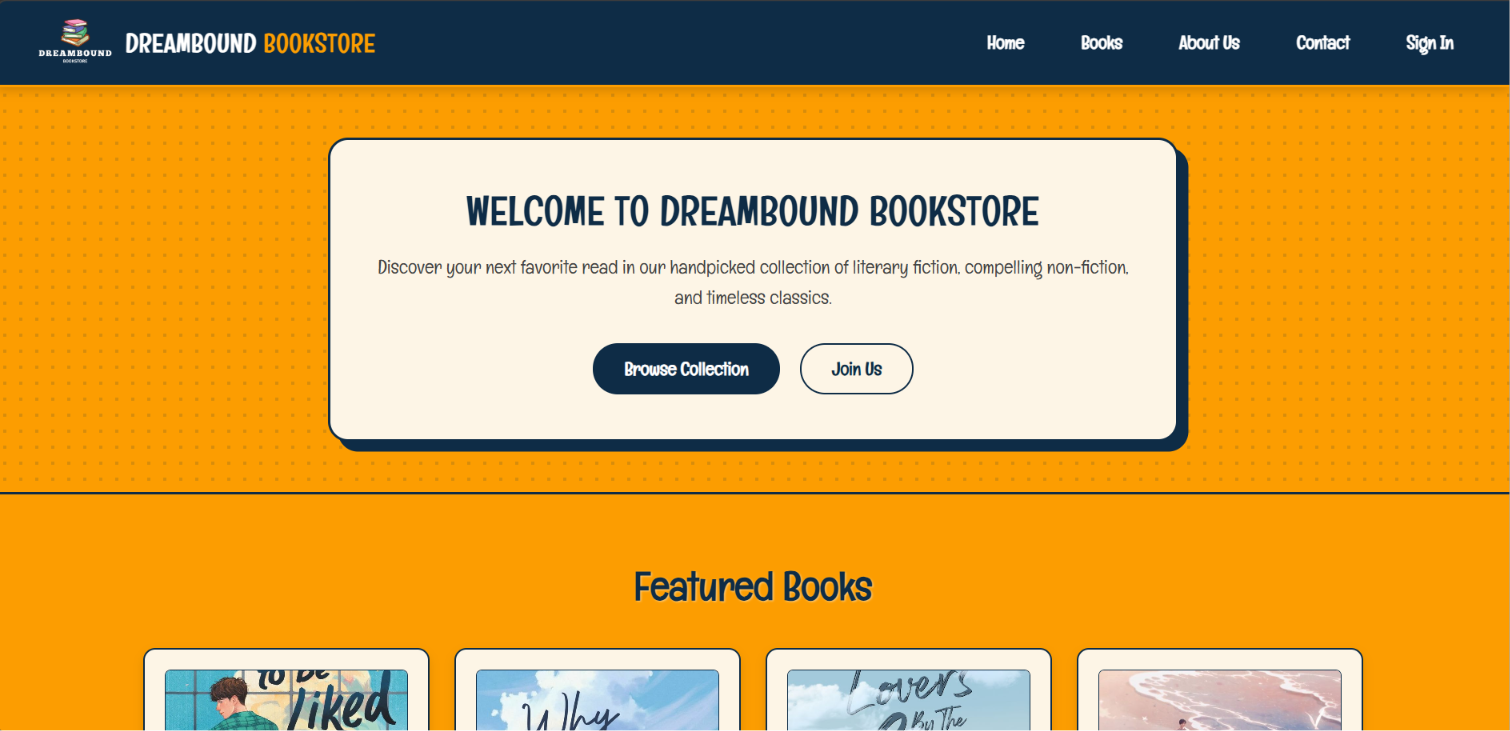 DREAMBOUND
BOOKSTORE
DREAMBOUND BOOKSTORE
Home
Books
About Us
Contact
Sign In
WELCOME TO DREAMBOUND BOOKSTORE
Discover your next favorite read in our handpicked collection of literary fiction, compelling non-fiction,
and timeless classics.
Browse Collection
Join Us
Featured Books
to be
liked
Why
Lovers
By The